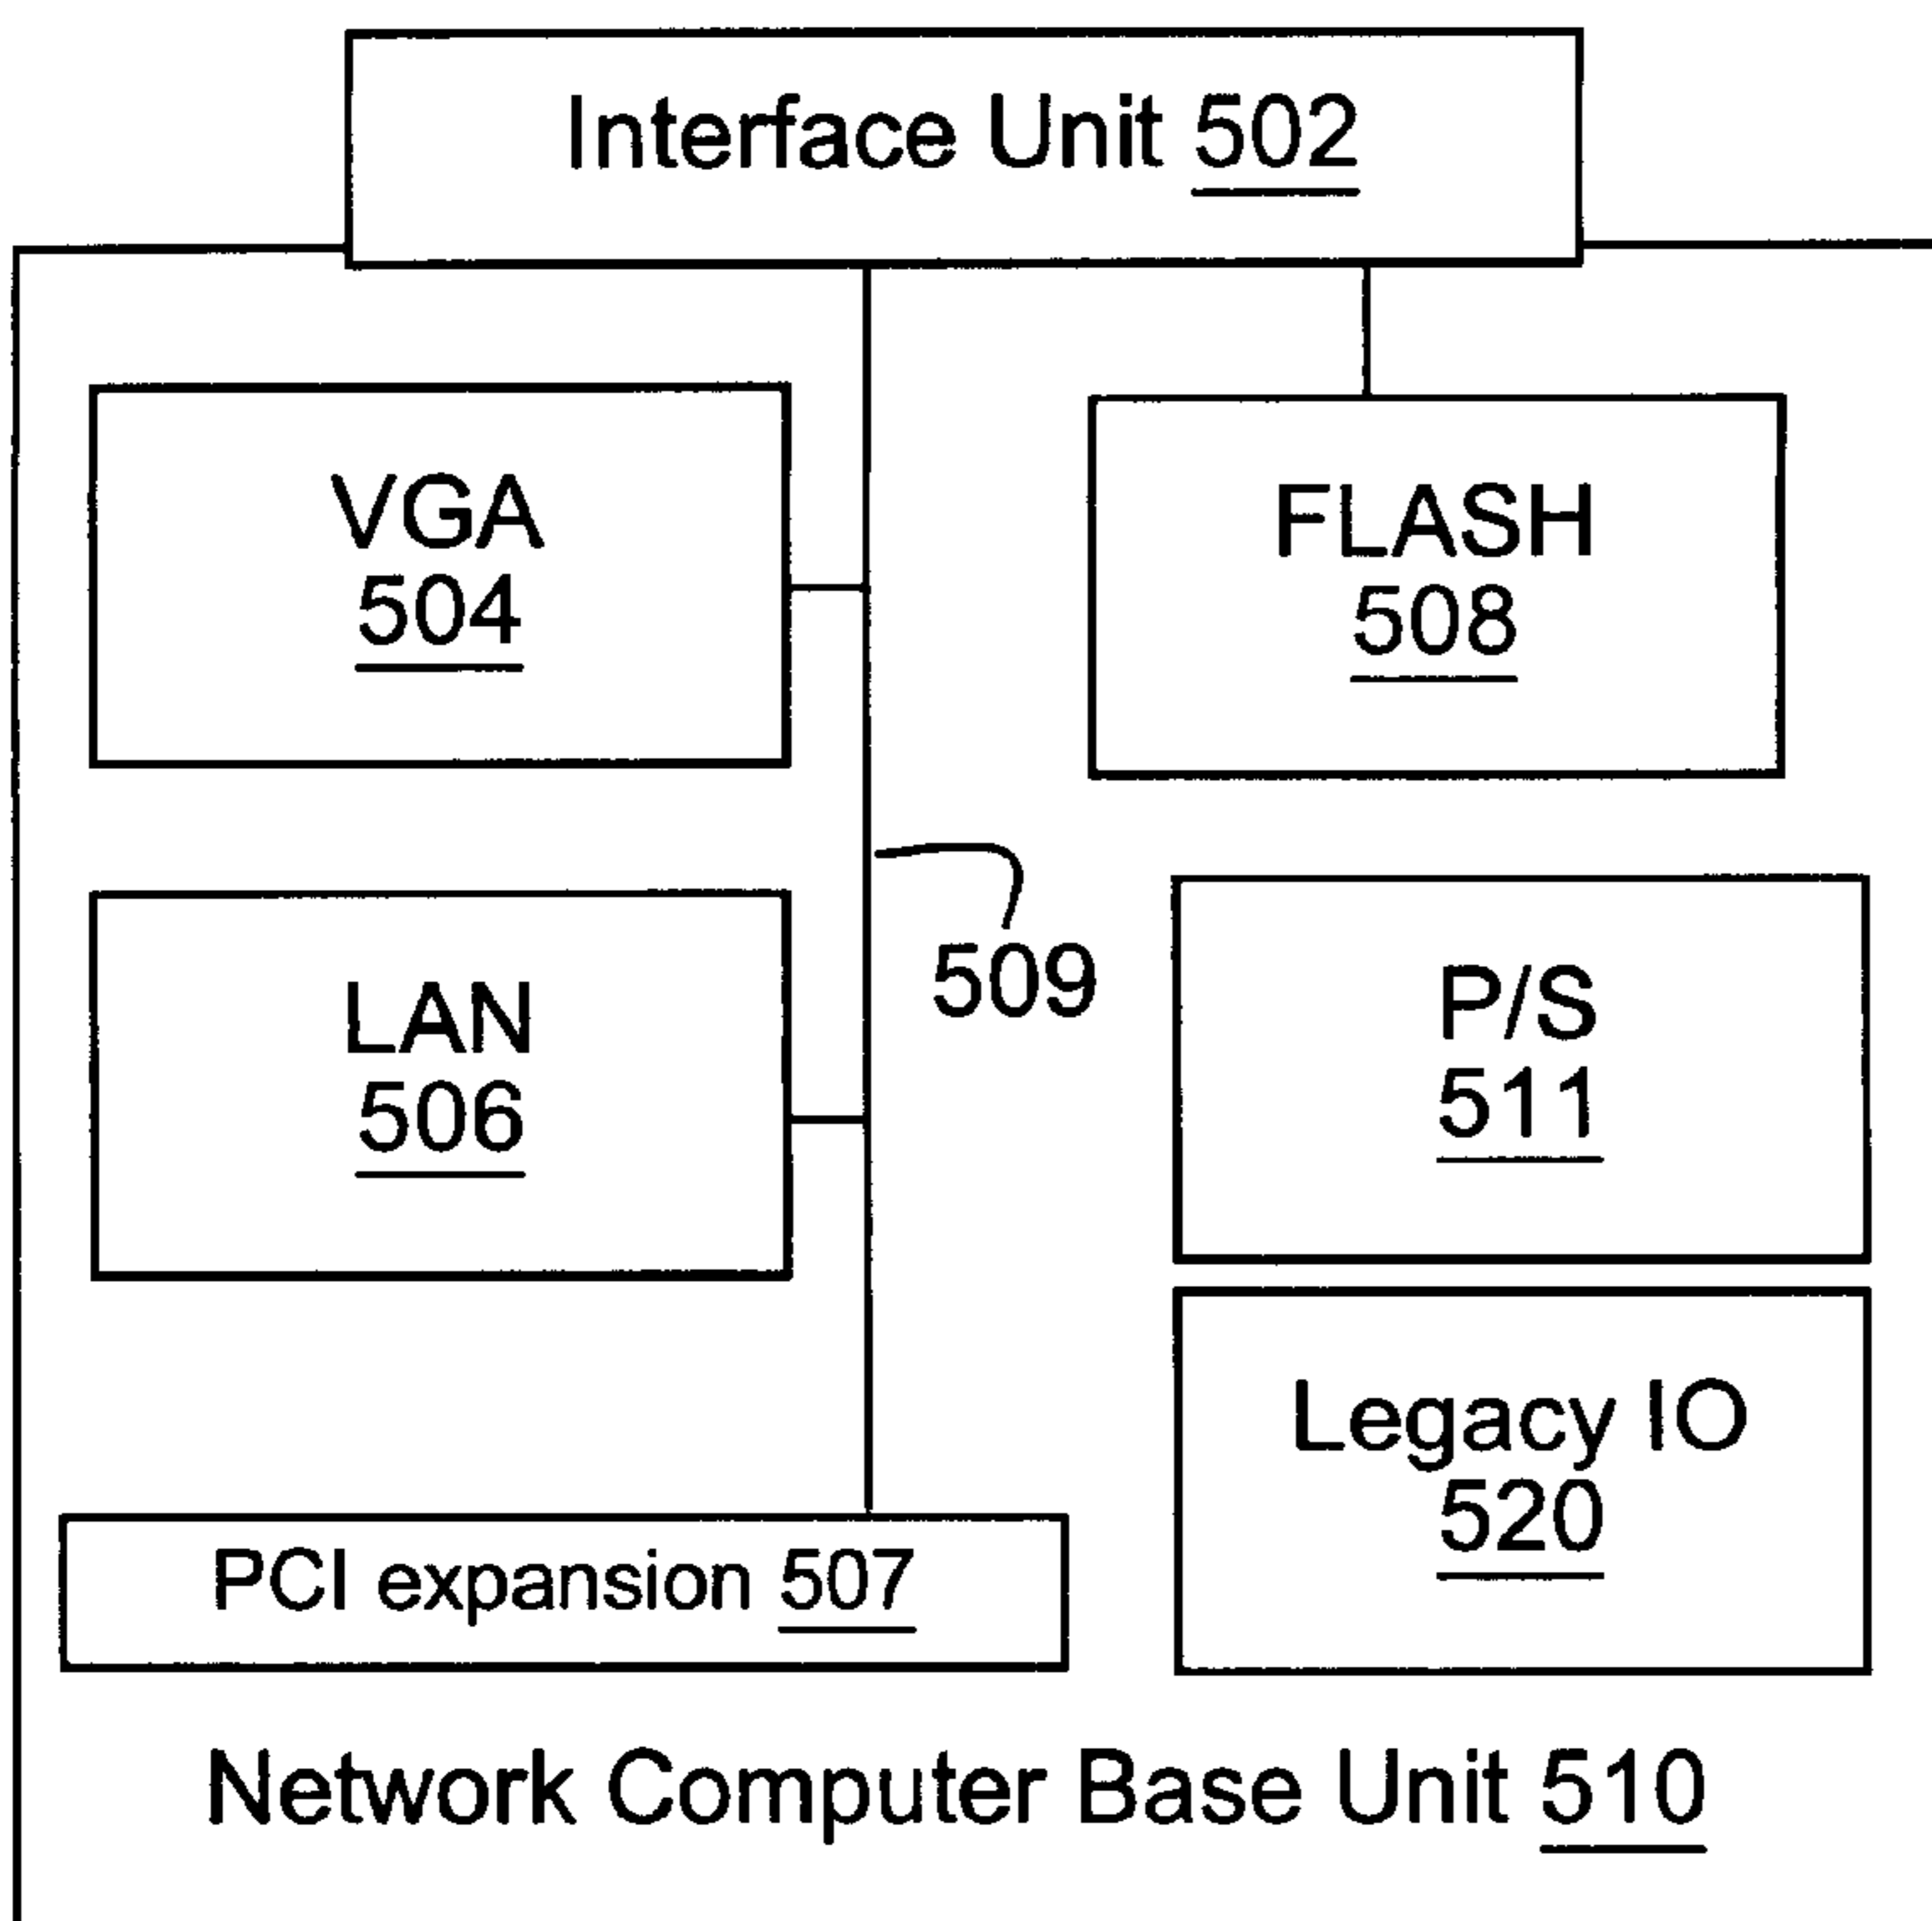 Interface Unit 502
VGA
504
FLASH
508
LAN
506
509
P/S
511
Legacy IO
520
PCI expansion 507
Network Computer Base Unit 510